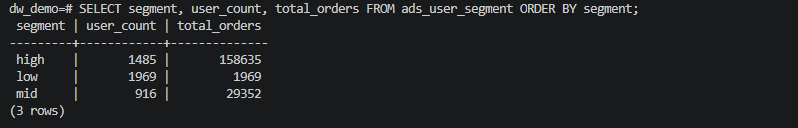 dw_demo=# SELECT segment, user_count, total_orders FROM ads_user_segment ORDER BY segment;
 segment | user_count | total_orders
---------+------------+--------------
 high    |       1485 |       158635
 low     |       1969 |         1969
 mid     |        916 |        29352
(3 rows)